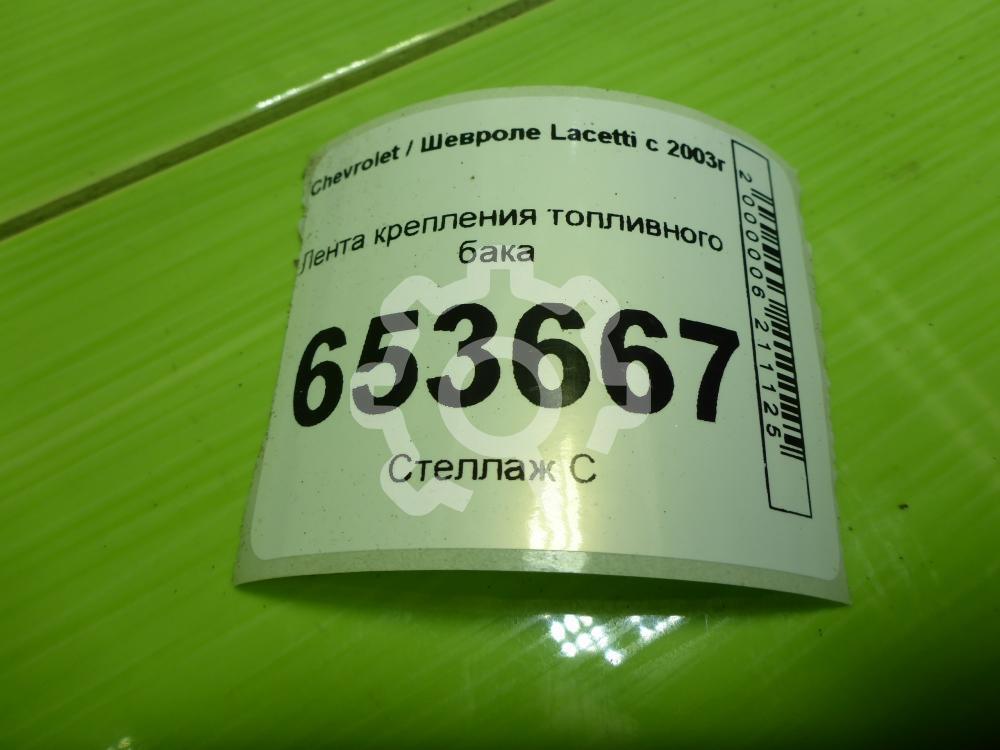 Chevrolet / Шевроле Lacetti с 2003г
Лента крепления топливного
бака
653667
Стеллаж С
2000006211125